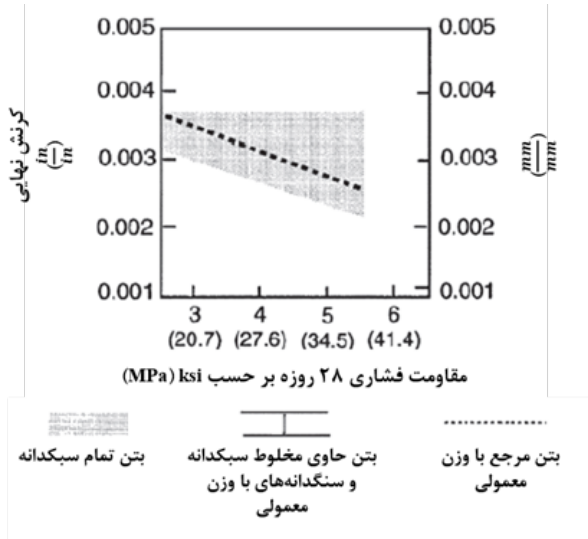 0.005 0.005
0.004 0.004
کرنش نهایی
(in/in) 0.003 0.003 (mm/mm)
0.002 0.002
0.001 0.001
3 4 5 6
(20.7) (27.6) (34.5) (41.4)
مقاومت فشاری ۲۸ روزه بر حسب ksi (MPa)
بتن مرجع با وزن
معمولی
بتن حاوی مخلوط سبکدانه
و سنگدانه‌های با وزن
معمولی
بتن تمام سبکدانه